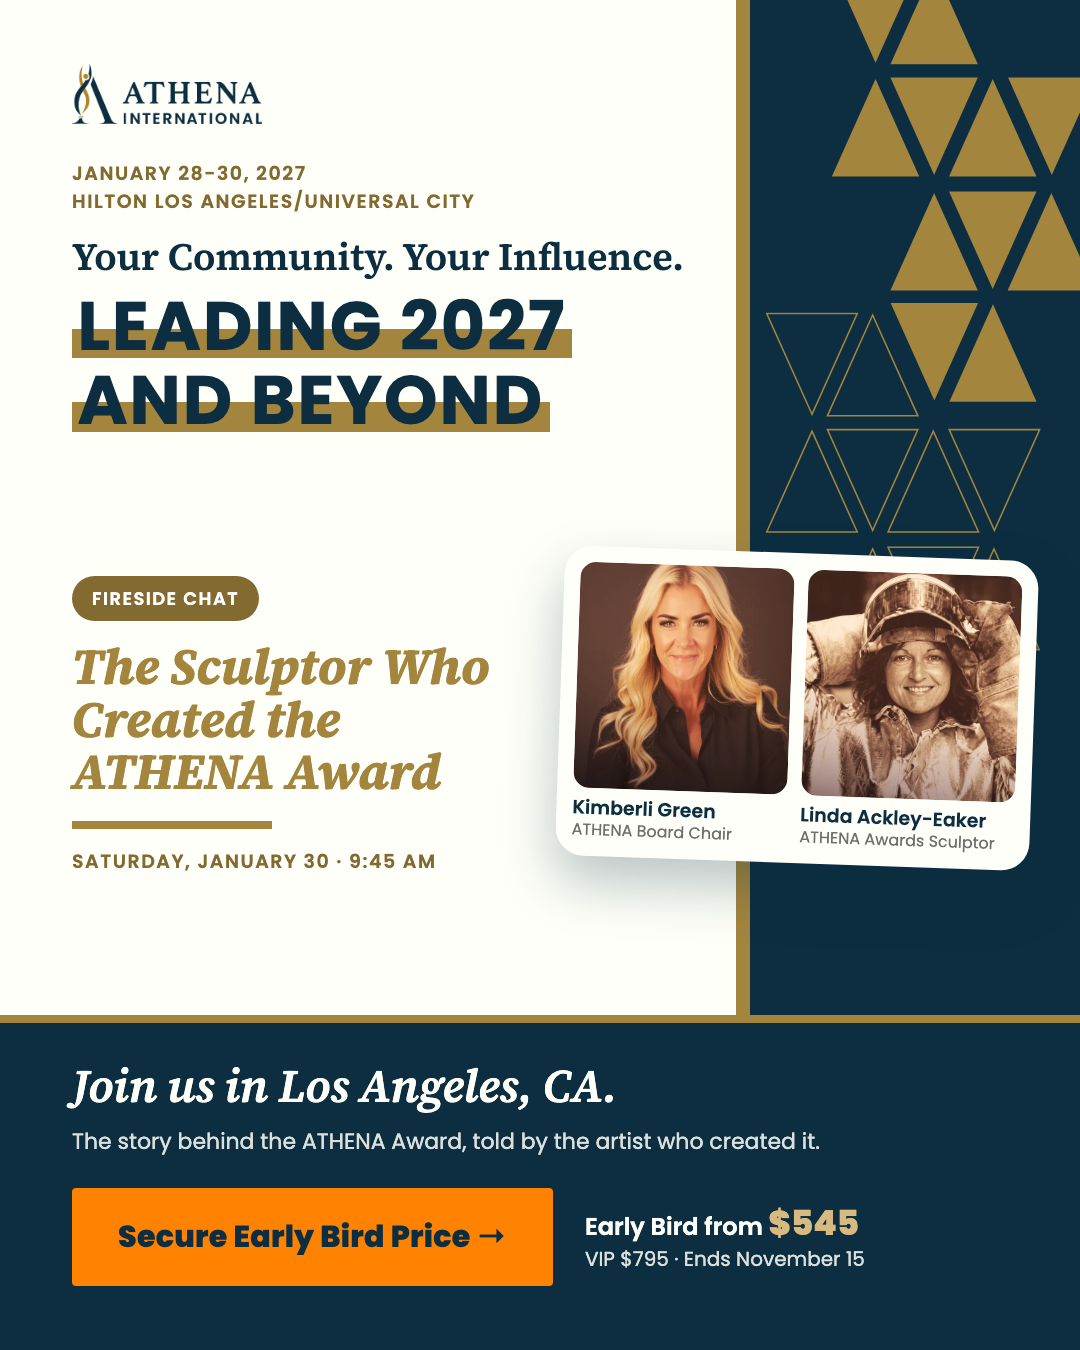 ATHENA
INTERNATIONAL
JANUARY 28-30, 2027
HILTON LOS ANGELES/UNIVERSAL CITY
Your Community. Your Influence.
LEADING 2027
AND BEYOND
FIRESIDE CHAT
The Sculptor Who
Created the
ATHENA Award
SATURDAY, JANUARY 30 · 9:45 AM
Kimberli Green
ATHENA Board Chair
Linda Ackley-Eaker
ATHENA Awards Sculptor
Join us in Los Angeles, CA.
The story behind the ATHENA Award, told by the artist who created it.
Secure Early Bird Price →
Early Bird from $545
VIP $795 · Ends November 15